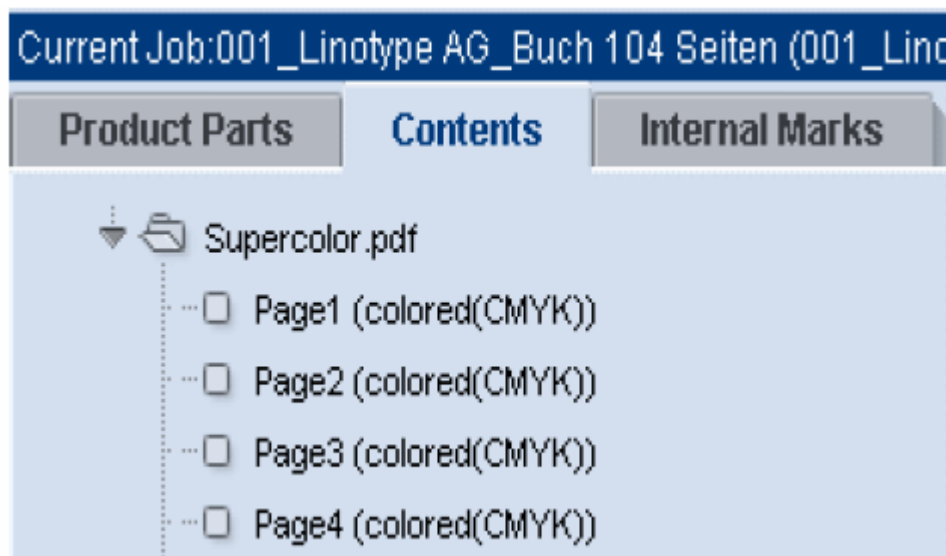 Current Job:001_Linotype AG_Buch 104 Seiten (001_Lino
Product Parts Contents Internal Marks
Supercolor.pdf
Page1 (colored(CMYK))
Page2 (colored(CMYK))
Page3 (colored(CMYK))
Page4 (colored(CMYK))